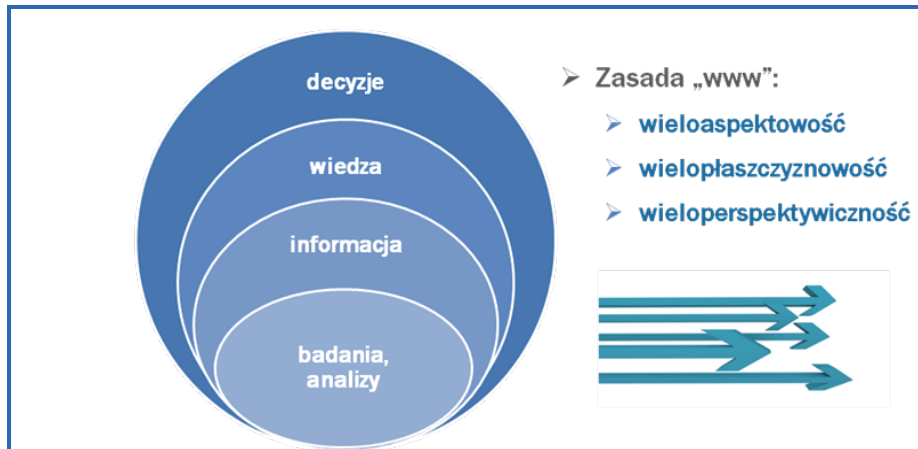 decyzje
wiedza
informacja
badania,
analizy
Zasada „www”:
wieloaspektowość
wielopłaszczyznowość
wieloperspektywiczność